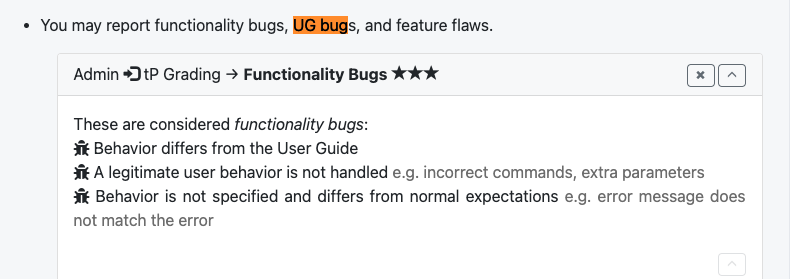 You may report functionality bugs, UG bugs, and feature flaws.
Admin tP Grading → Functionality Bugs ★★★
These are considered functionality bugs:
Behavior differs from the User Guide
A legitimate user behavior is not handled e.g. incorrect commands, extra parameters
Behavior is not specified and differs from normal expectations e.g. error message does
not match the error